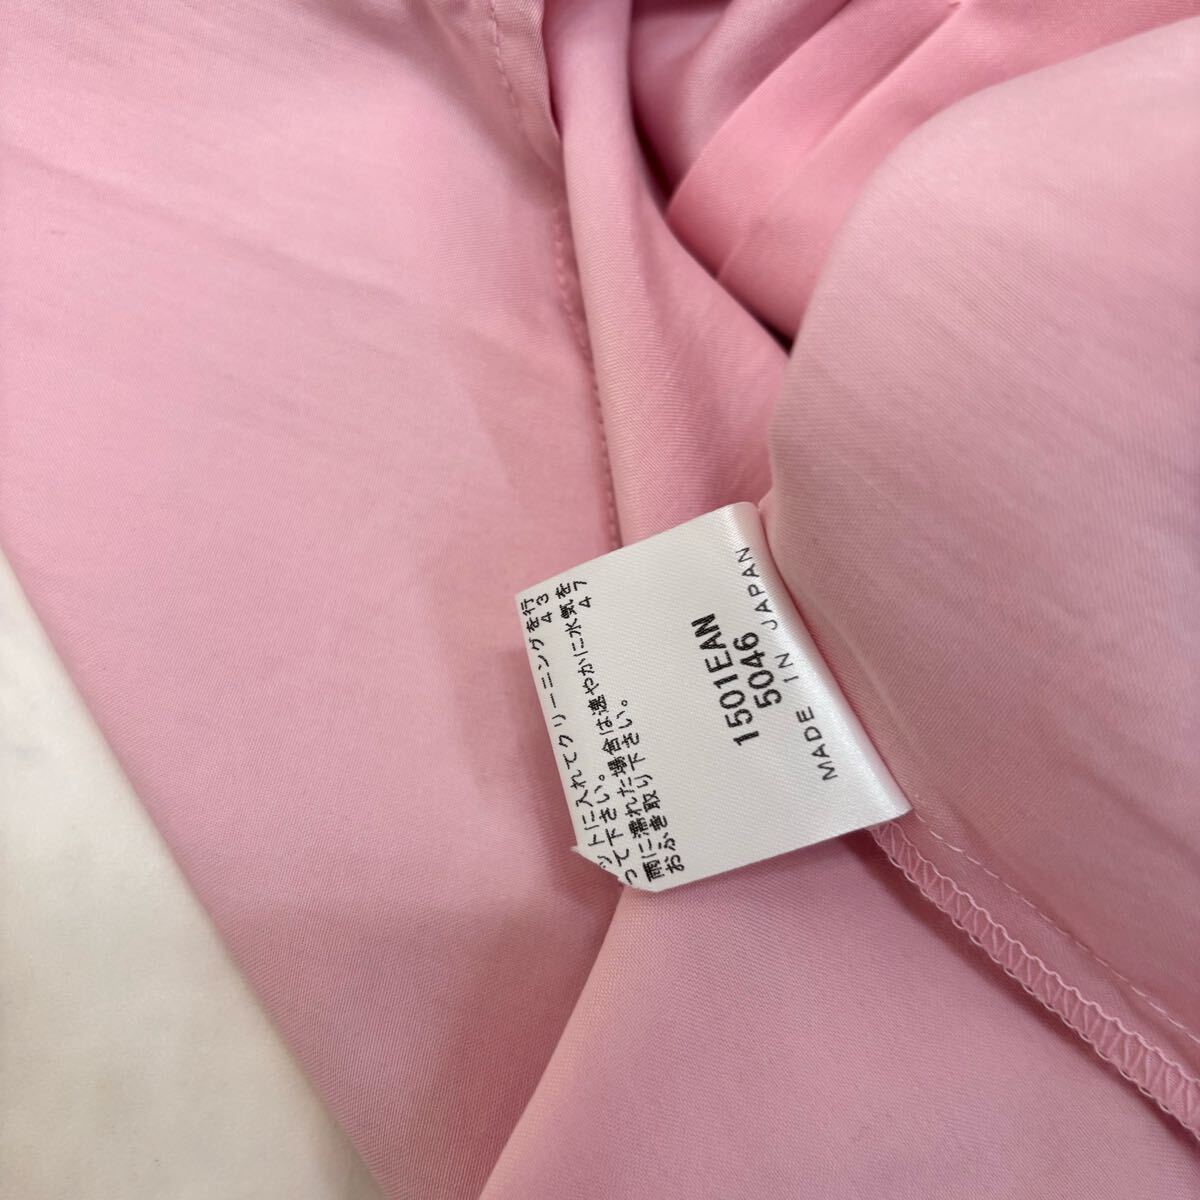 ットに入れてクリーニングを行
って下さい。 43
雨に濡れた場合は速やかに水気を
おふき取り下さい。 74
1501EAN
5046
MADE IN JAPAN